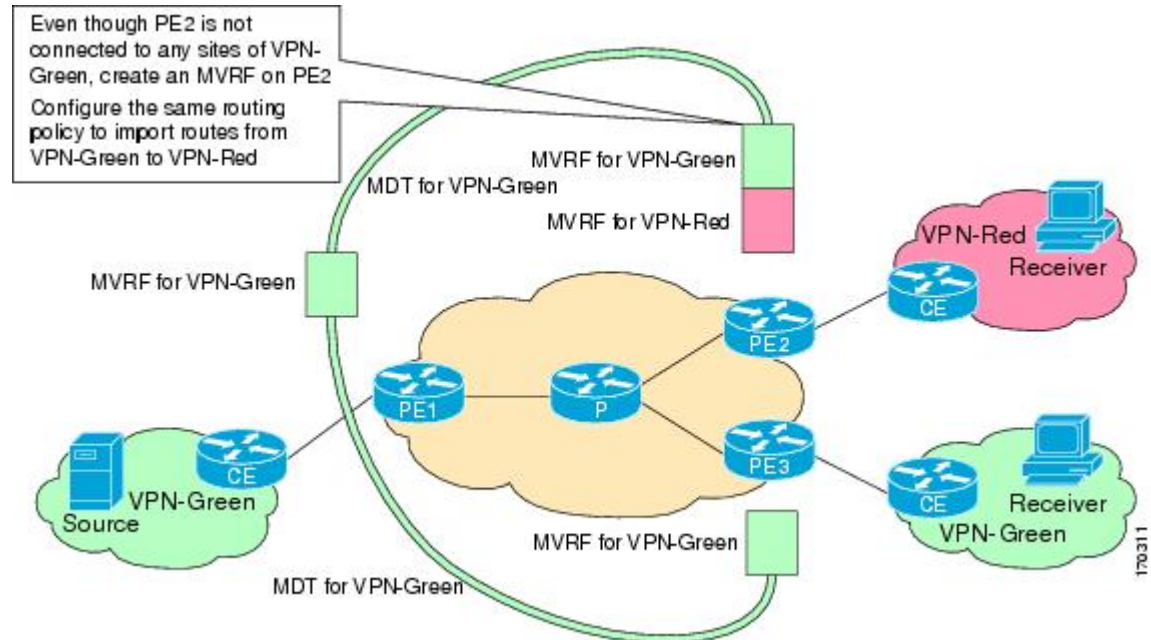 Even though PE2 is not
connected to any sites of VPN-
Green, create an MVRF on PE2
Configure the same routing
policy to import routes from
VPN-Green to VPN-Red
MVRF for VPN-Green
MDT for VPN-Green
MVRF for VPN-Red
MVRF for VPN-Green
VPN-Red
Receiver
CE
PE2
PE1
P
PE3
CE
VPN-Green
Source
CE
Receiver
VPN-Green
MVRF for VPN-Green
MDT for VPN-Green
170311